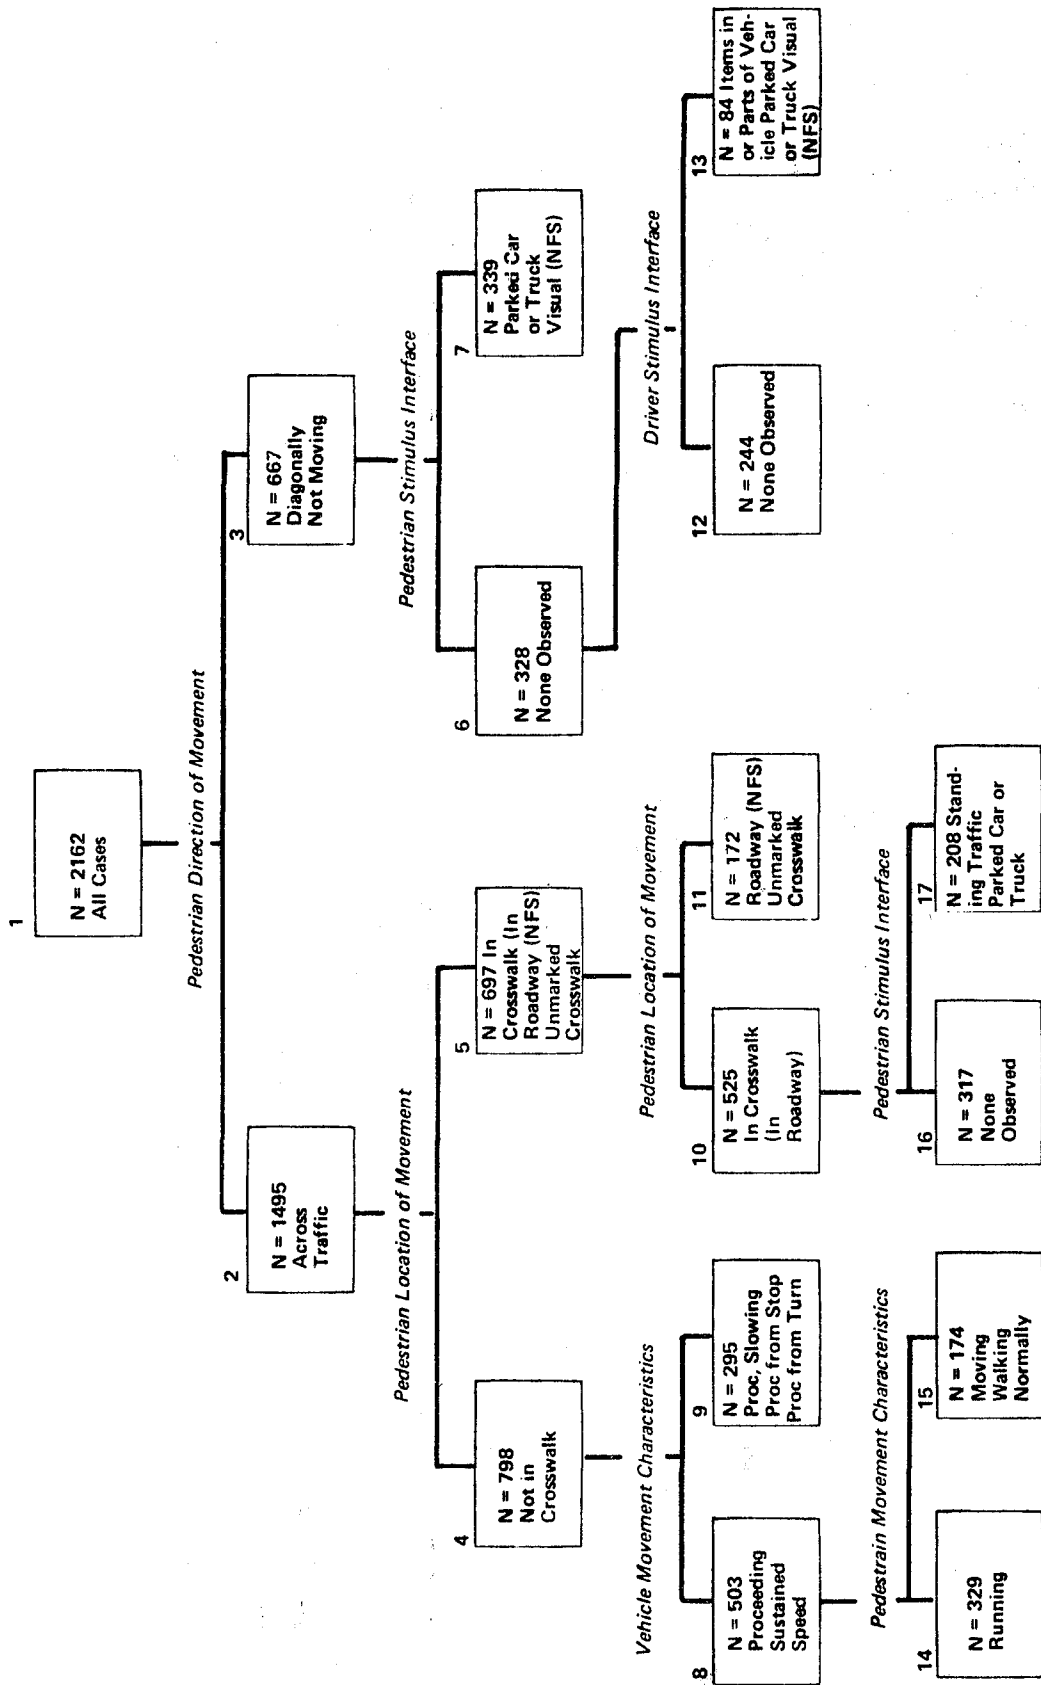 1
N = 2162
All Cases
Pedestrian Direction of Movement
2
N = 1495
Across
Traffic
3
N = 667
Diagonally
Not Moving
Pedestrian Location of Movement
Pedestrian Stimulus Interface
4
N = 798
Not in
Crosswalk
5
N = 697 In
Crosswalk (In
Roadway (NFS)
Unmarked
Crosswalk
6
N = 328
None Observed
7
N = 339
Parked Car
or Truck
Visual (NFS)
Vehicle Movement Characteristics
Pedestrian Location of Movement
Driver Stimulus Interface
8
N = 503
Proceeding
Sustained
Speed
9
N = 295
Proc, Slowing
Proc from Stop
Proc from Turn
10
N = 525
In Crosswalk
(In
Roadway)
11
N = 172
Roadway (NFS)
Unmarked
Crosswalk
12
N = 244
None Observed
13
N = 84 Items in
or Parts of Veh-
icle Parked Car
or Truck Visual
(NFS)
Pedestrain Movement Characteristics
Pedestrian Stimulus Interface
14
N = 329
Running
15
N = 174
Moving
Walking
Normally
16
N = 317
None
Observed
17
N = 208 Stand-
ing Traffic
Parked Car or
Truck